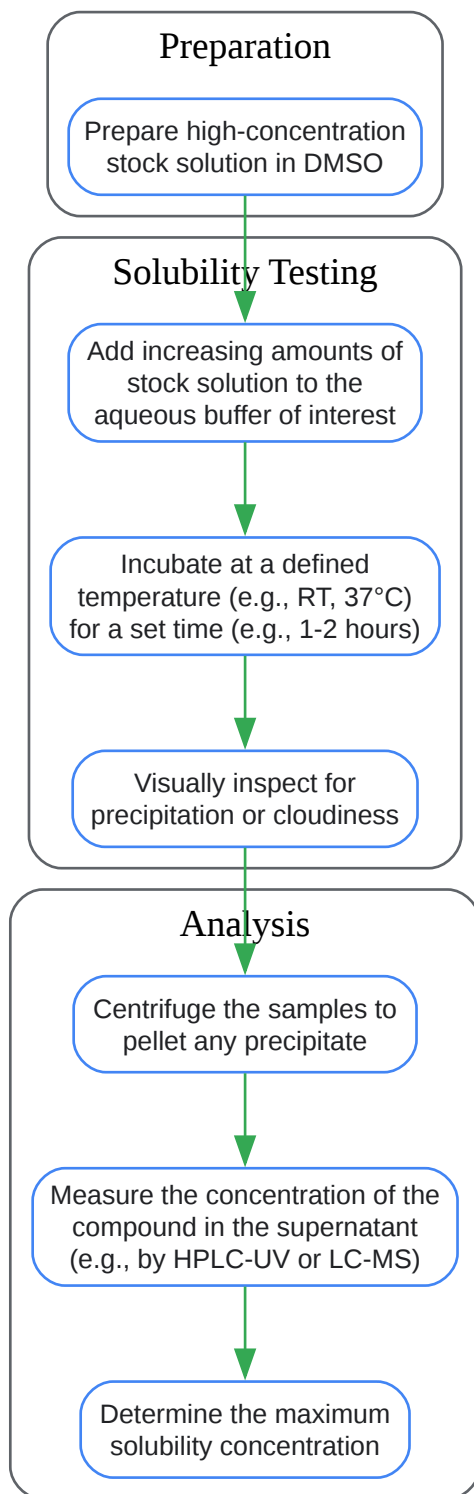 Preparation
Prepare high-concentration
stock solution in DMSO
Solubility Testing
Add increasing amounts of
stock solution to the
aqueous buffer of interest
Incubate at a defined
temperature (e.g., RT, 37°C)
for a set time (e.g., 1-2 hours)
Visually inspect for
precipitation or cloudiness
Analysis
Centrifuge the samples to
pellet any precipitate
Measure the concentration of the
compound in the supernatant
(e.g., by HPLC-UV or LC-MS)
Determine the maximum
solubility concentration